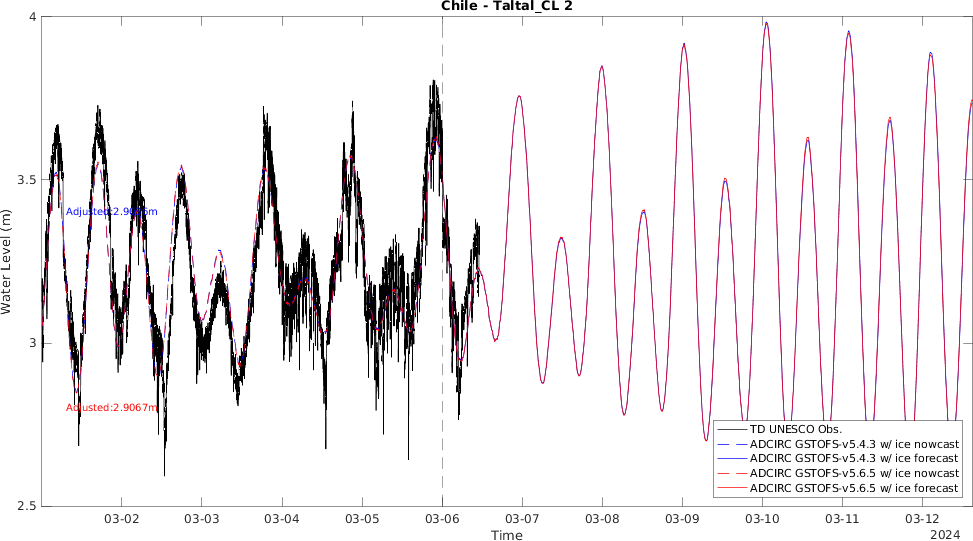 Chile - Taltal_CL 2
4
3.5
3
2.5
Water Level (m)
Adjusted:2.9
m
Adjusted:2.9067m
TD UNESCO Obs.
ADCIRC GSTOFS-v5.4.3 w/ ice nowcast
ADCIRC GSTOFS-v5.4.3 w/ ice forecast
ADCIRC GSTOFS-v5.6.5 w/ ice nowcast
ADCIRC GSTOFS-v5.6.5 w/ ice forecast
03-02 03-03 03-04 03-05 03-06 03-07 03-08 03-09 03-10 03-11 03-12
Time
2024